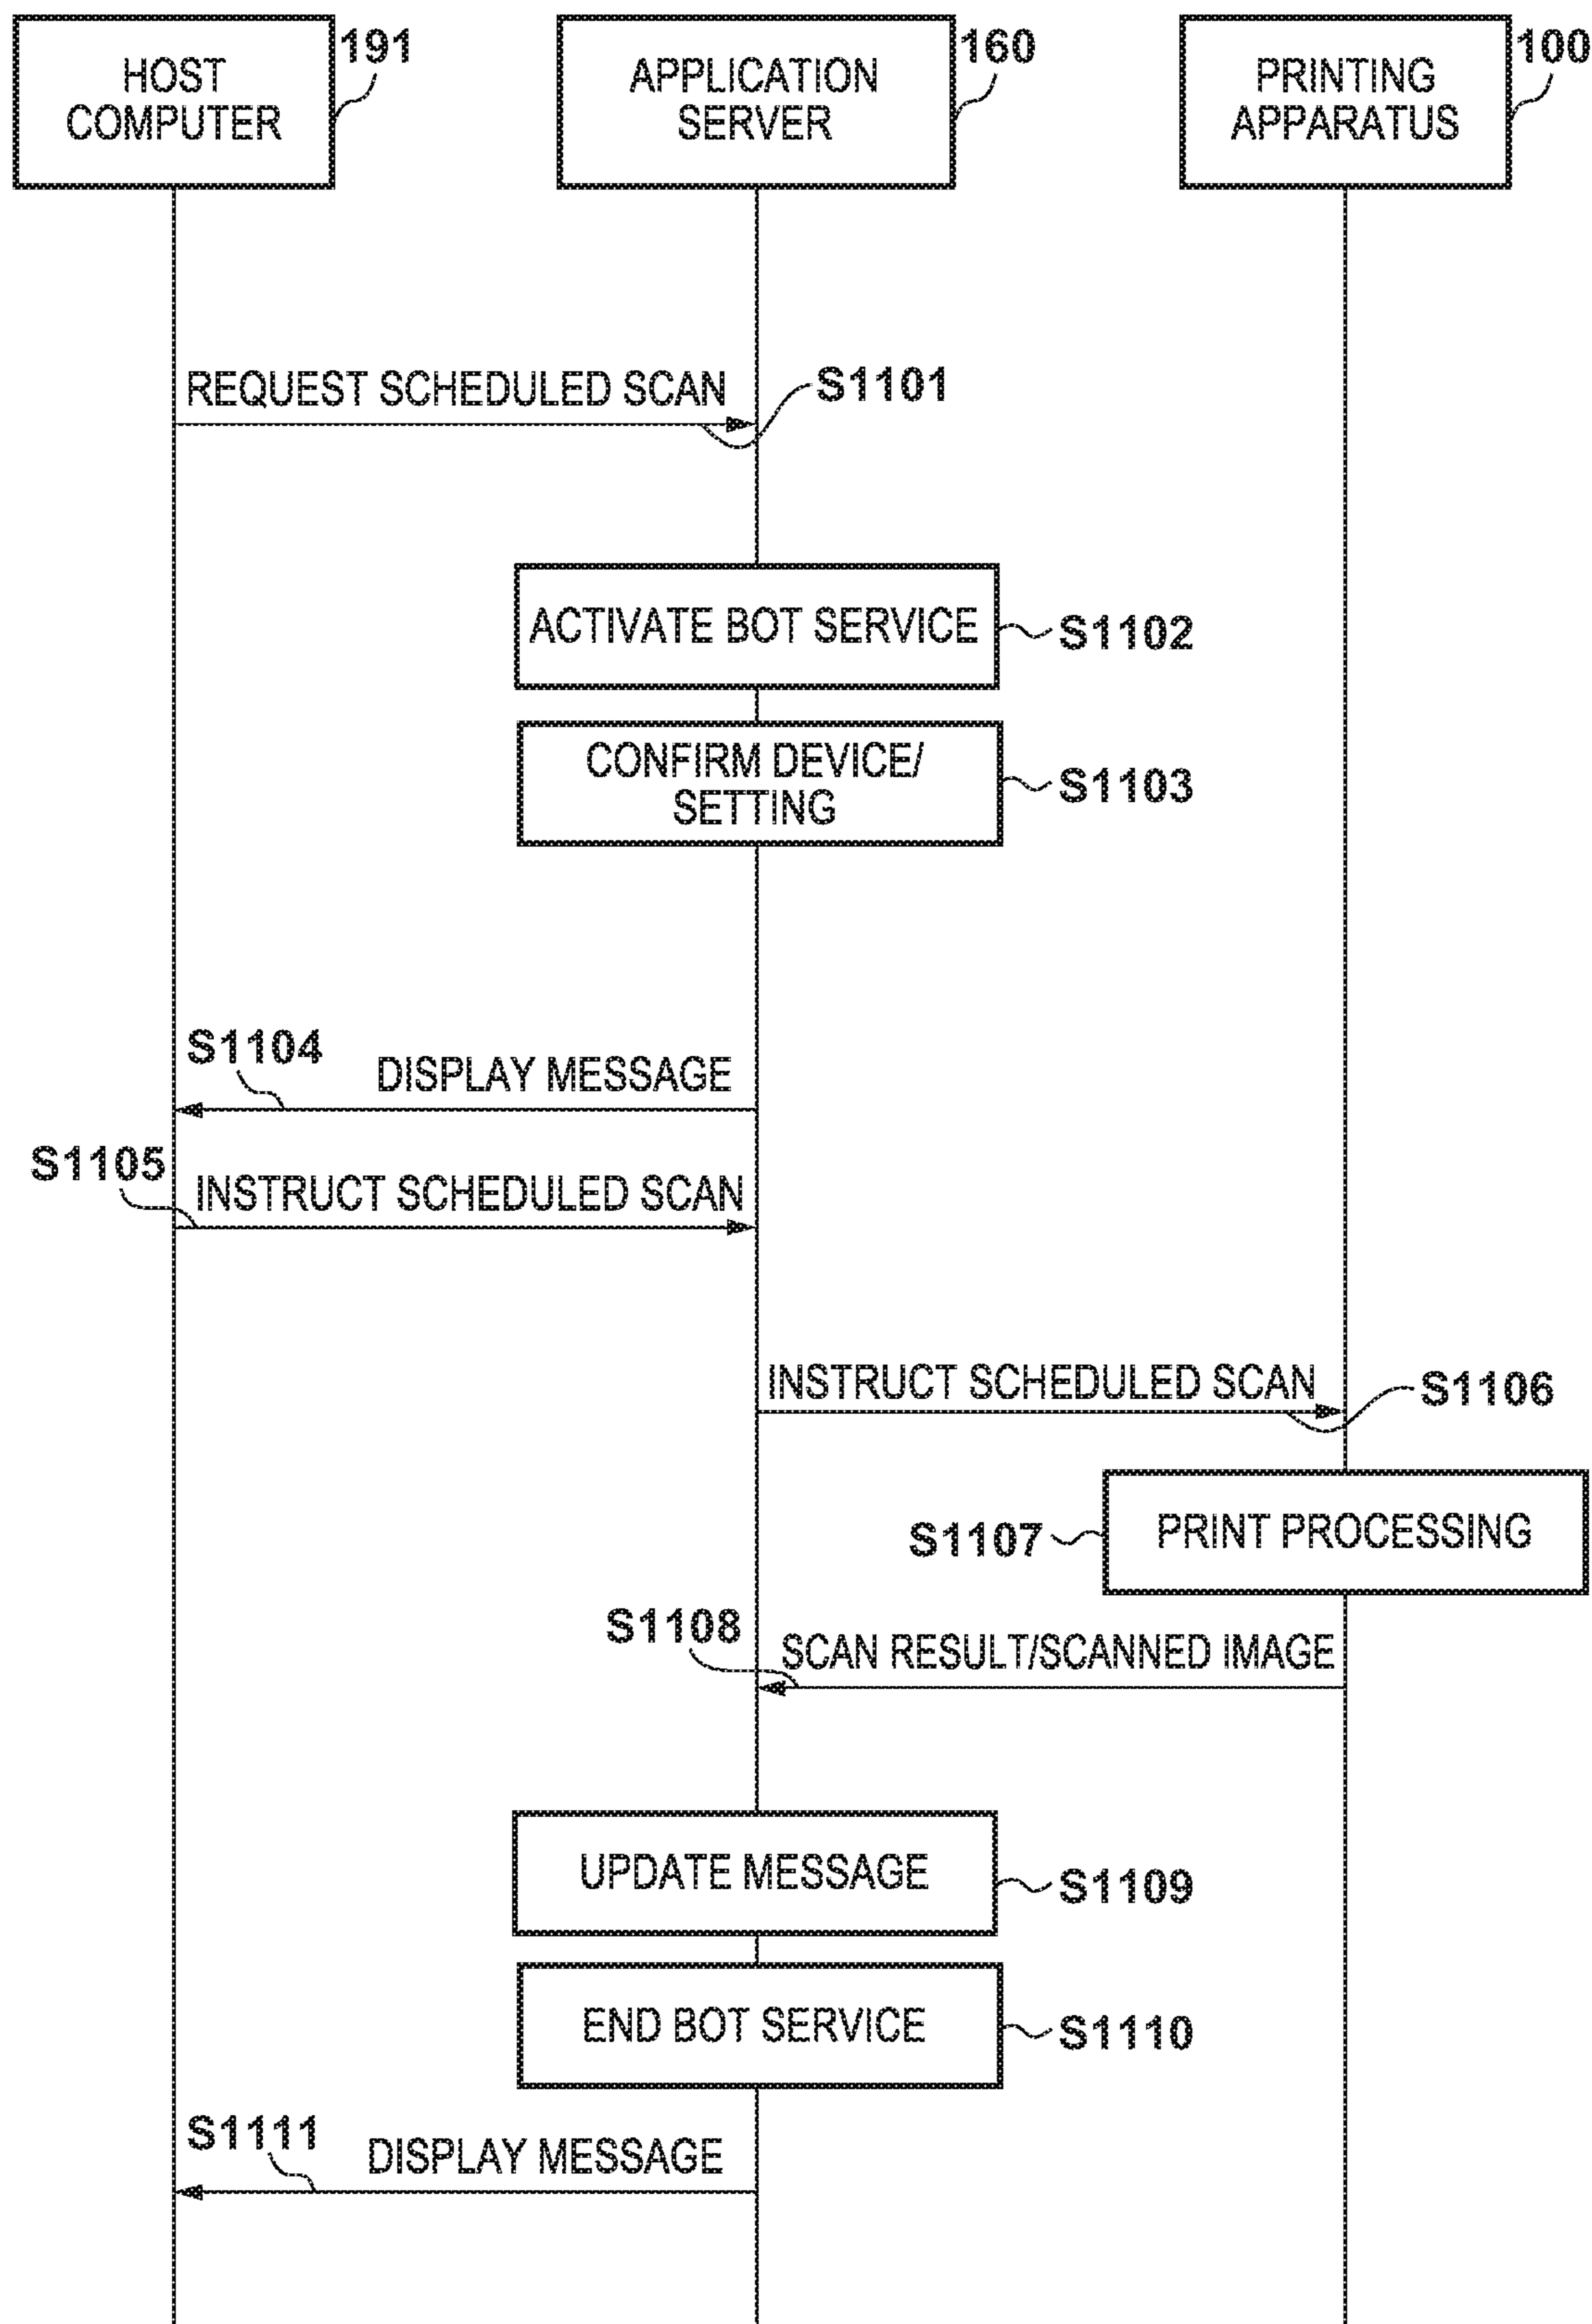 HOST
COMPUTER
191
APPLICATION
SERVER
160
PRINTING
APPARATUS
100
REQUEST SCHEDULED SCAN
S1101
ACTIVATE BOT SERVICE
S1102
CONFIRM DEVICE/
SETTING
S1103
S1104
DISPLAY MESSAGE
S1105
INSTRUCT SCHEDULED SCAN
INSTRUCT SCHEDULED SCAN
S1106
S1107
PRINT PROCESSING
S1108
SCAN RESULT/SCANNED IMAGE
UPDATE MESSAGE
S1109
END BOT SERVICE
S1110
S1111
DISPLAY MESSAGE